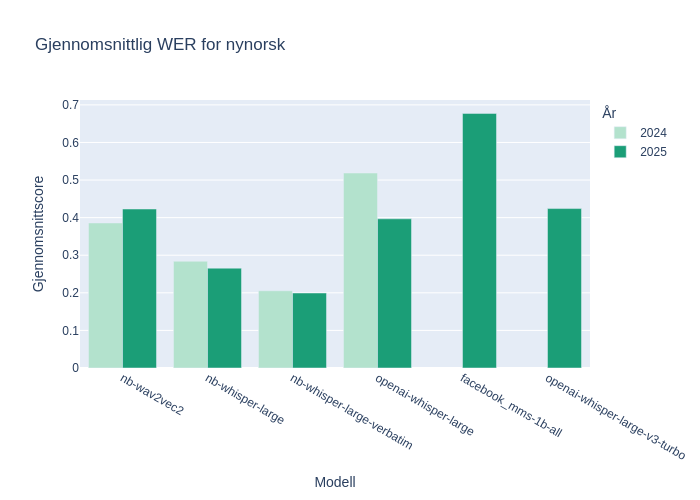 Gjennomsnittlig WER for nynorsk
År
2024
2025
Gjennomsnittscore
0.7
0.6
0.5
0.4
0.3
0.2
0.1
0
nb-wav2vec2
nb-whisper-large
nb-whisper-large-verbatim
openai-whisper-large
facebook_mms-1b-all
openai-whisper-large-v3-turbo
Modell